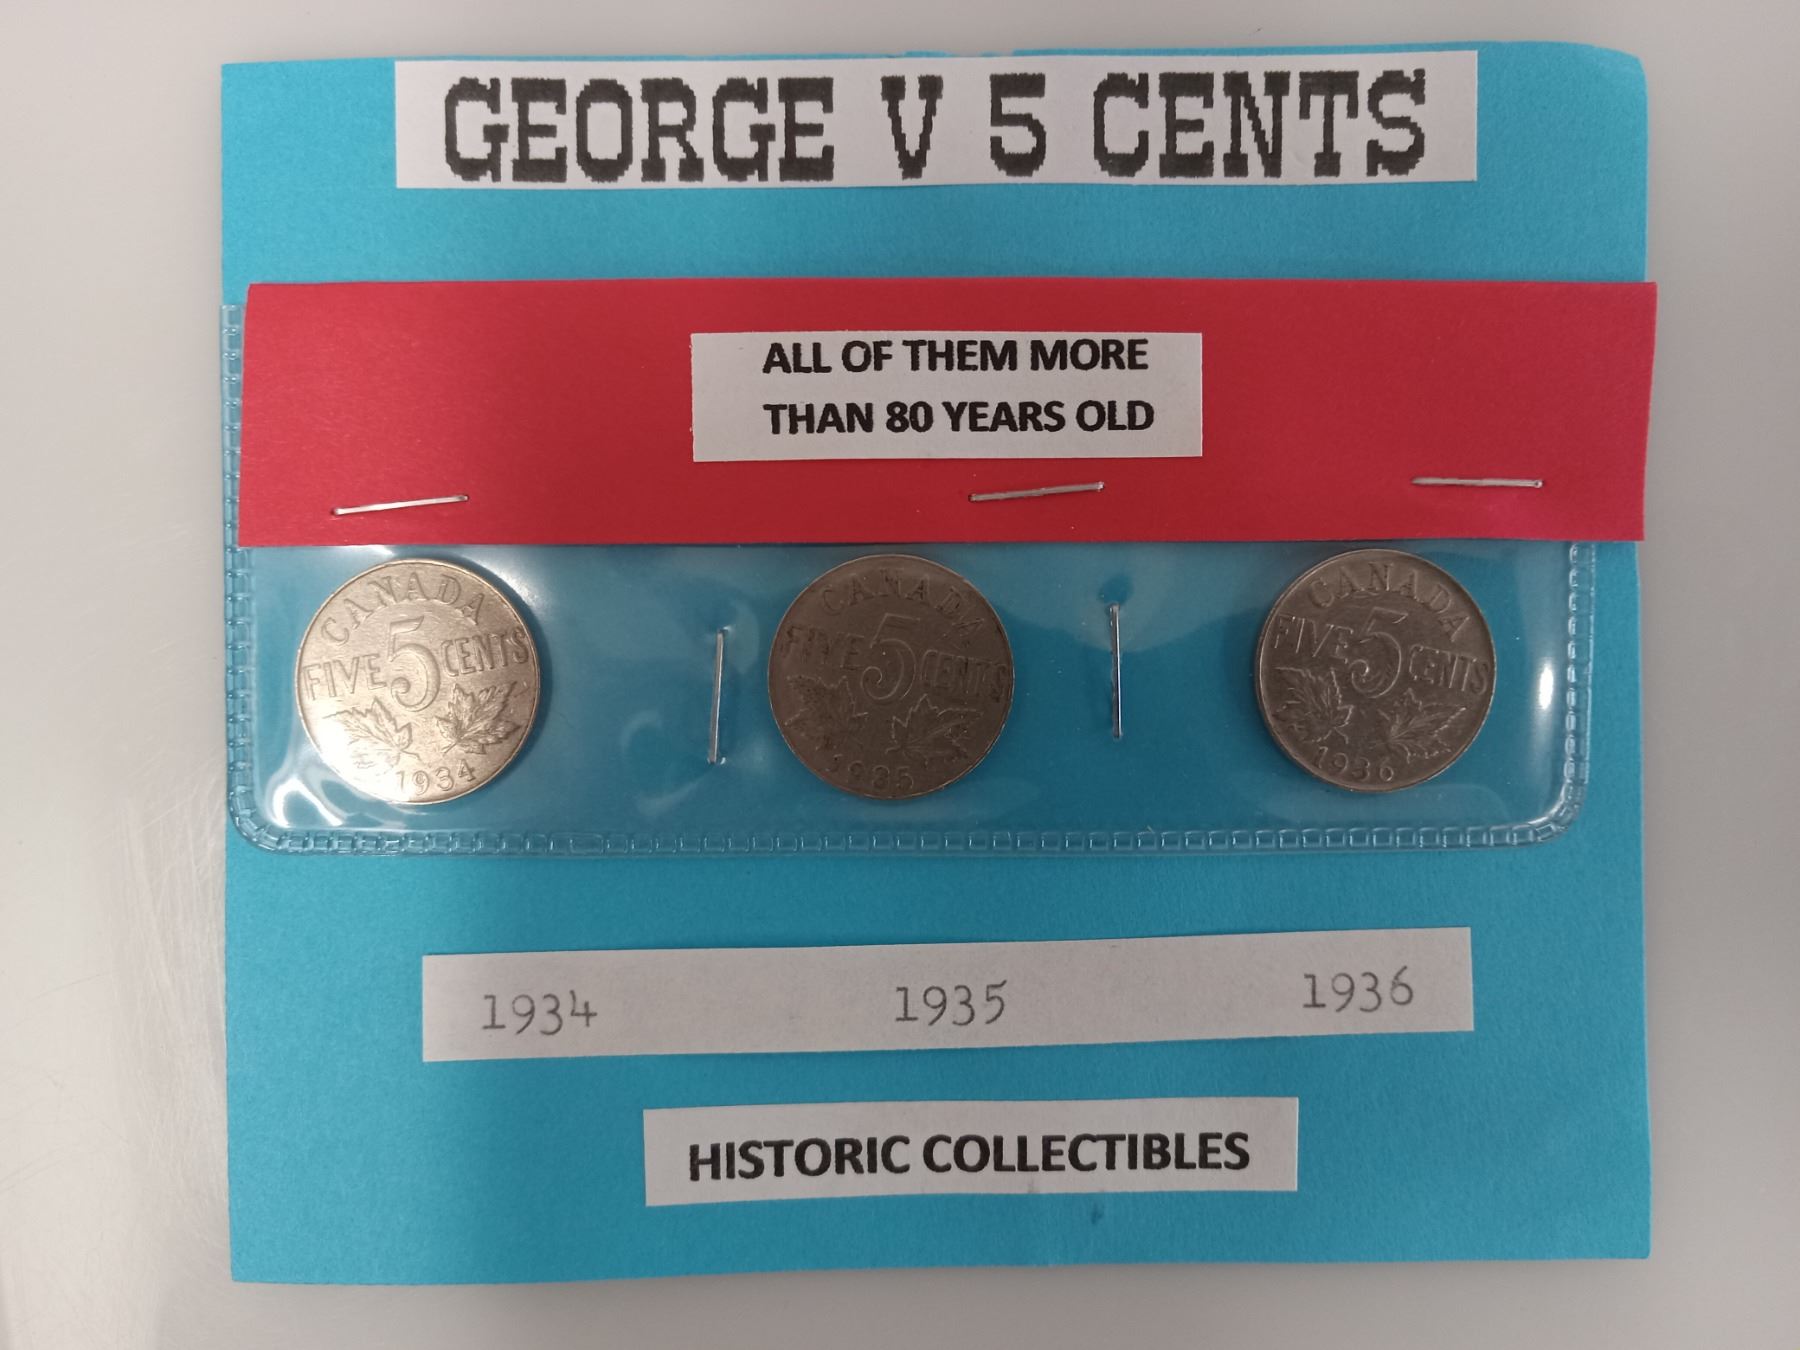 GEORGE V 5 CENTS
ALL OF THEM MORE
THAN 80 YEARS OLD
CANADA
FIVE 5 CENTS
1934
CANADA
FIVE 5 CENTS
1935
CANADA
FIVE 5 CENTS
1936
1934 1935 1936
HISTORIC COLLECTIBLES